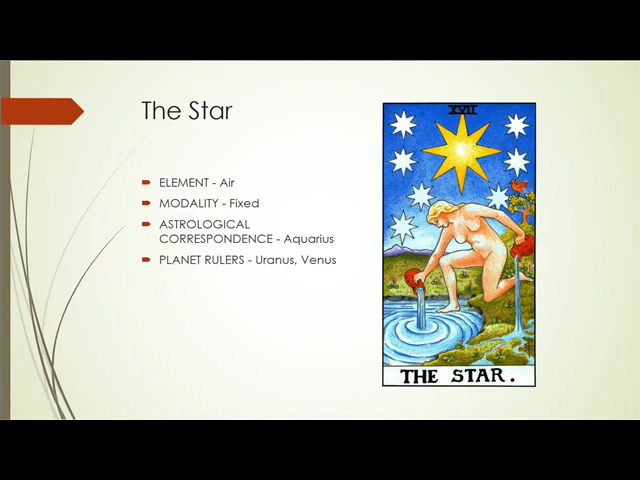 The Star
ELEMENT - Air
MODALITY - Fixed
ASTROLOGICAL
CORRESPONDENCE - Aquarius
PLANET RULERS - Uranus, Venus
XVII
THE STAR.